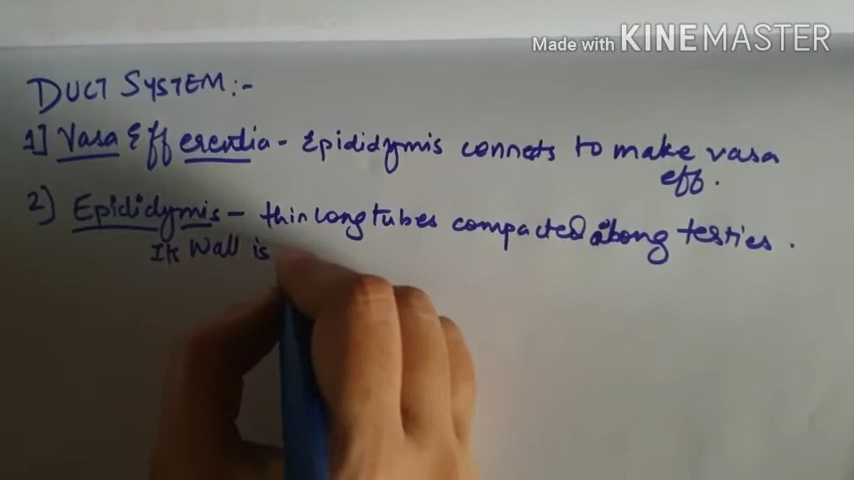 Made with KINEMASTER
DUCT SYSTEM:-
1] Vasa Efferentia - Epididymis connets to make vasa
eff.
2) Epididymis - thin long tubes compacted along testies.
Its Wall is